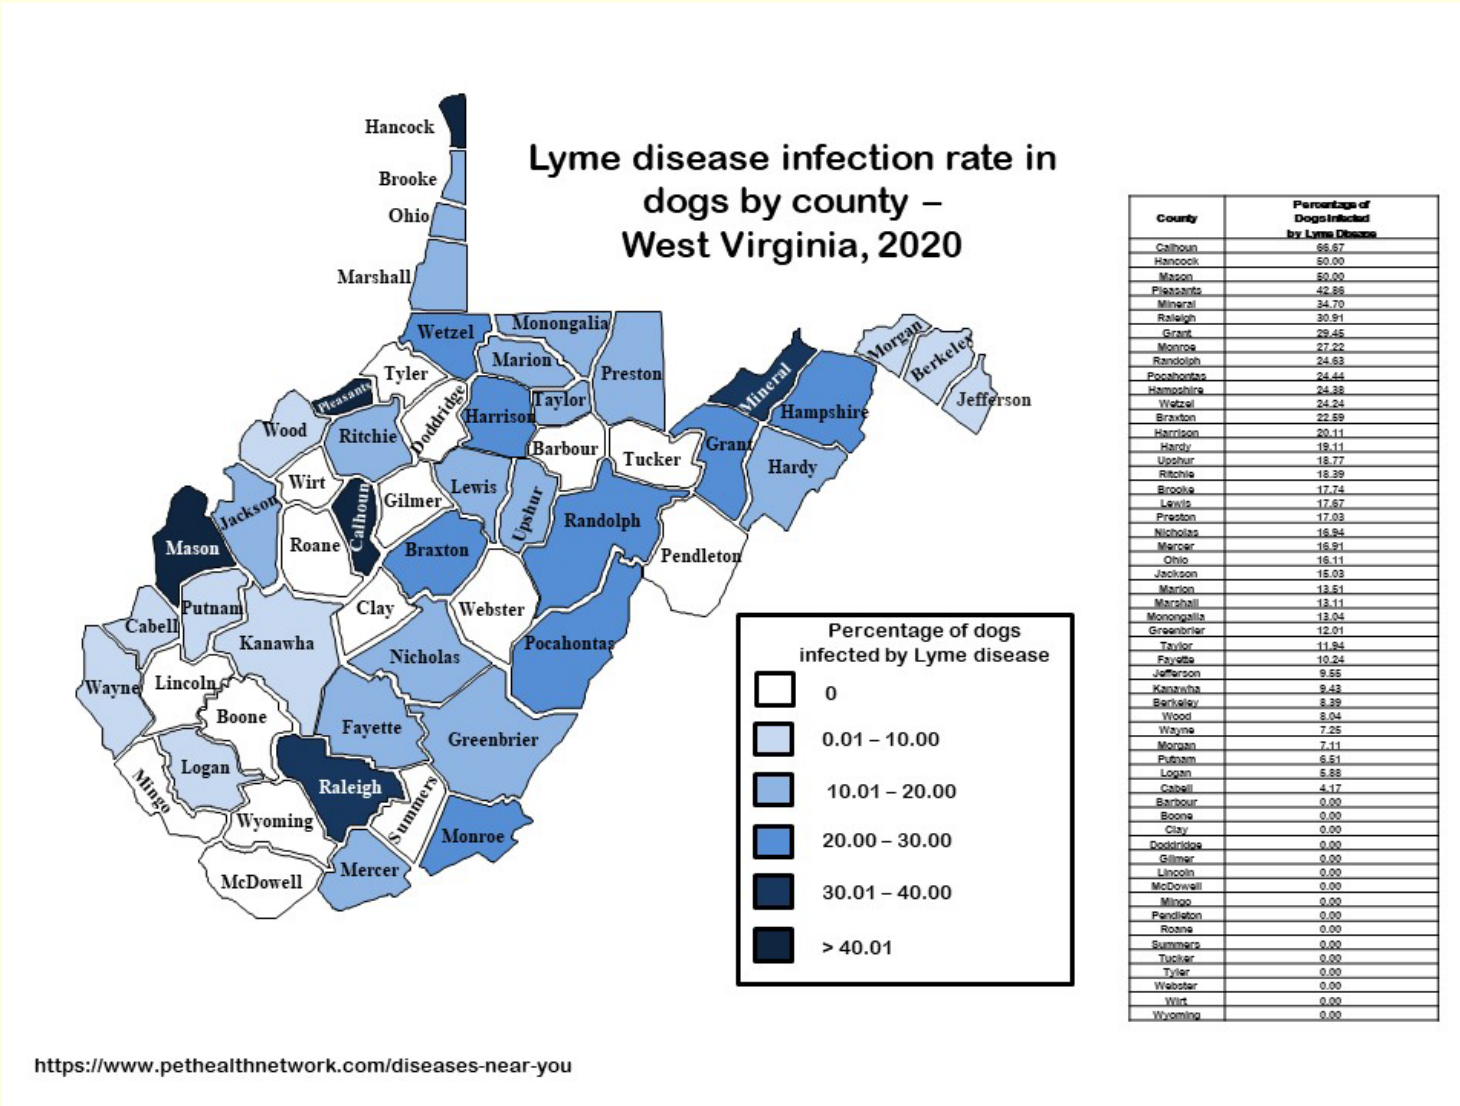 Lyme disease infection rate in
dogs by county –
West Virginia, 2020
Hancock
Brooke
Ohio
Marshall
Wetzel
Monongalia
Marion
Preston
Morgan
Berkeley
Jefferson
Mineral
Hampshire
Tyler
Pleasants
Doddridge
Harrison
Taylor
Wood
Ritchie
Barbour
Tucker
Grant
Hardy
Wirt
Gilmer
Lewis
Upshur
Jackson
Calhoun
Randolph
Mason
Roane
Braxton
Pendleton
Putnam
Clay
Webster
Cabell
Kanawha
Nicholas
Pocahontas
Wayne
Lincoln
Boone
Fayette
Greenbrier
Logan
Mingo
Raleigh
Summers
Wyoming
Monroe
McDowell
Mercer
Percentage of dogs
infected by Lyme disease
0
0.01 – 10.00
10.01 – 20.00
20.00 – 30.00
30.01 – 40.00
> 40.01
County
Percentage of
Dogs Infected
by Lyme Disease
Calhoun 66.67
Hancock 50.00
Mason 50.00
Pleasants 42.86
Mineral 34.70
Raleigh 30.91
Grant 29.45
Monroe 27.22
Randolph 24.63
Pocahontas 24.44
Hampshire 24.38
Wetzel 24.24
Braxton 22.59
Harrison 20.11
Hardy 19.11
Upshur 18.77
Ritchie 18.39
Brooke 17.74
Lewis 17.67
Preston 17.03
Nicholas 16.94
Mercer 16.91
Ohio 16.11
Jackson 15.03
Marion 13.51
Marshall 13.11
Monongalia 13.04
Greenbrier 12.01
Taylor 11.94
Fayette 10.24
Jefferson 9.55
Kanawha 9.43
Berkeley 8.39
Wood 8.04
Wayne 7.25
Morgan 7.11
Putnam 6.51
Logan 5.88
Cabell 4.17
Barbour 0.00
Boone 0.00
Clay 0.00
Doddridge 0.00
Gilmer 0.00
Lincoln 0.00
McDowell 0.00
Mingo 0.00
Pendleton 0.00
Roane 0.00
Summers 0.00
Tucker 0.00
Tyler 0.00
Webster 0.00
Wirt 0.00
Wyoming 0.00
https://www.pethealthnetwork.com/diseases-near-you